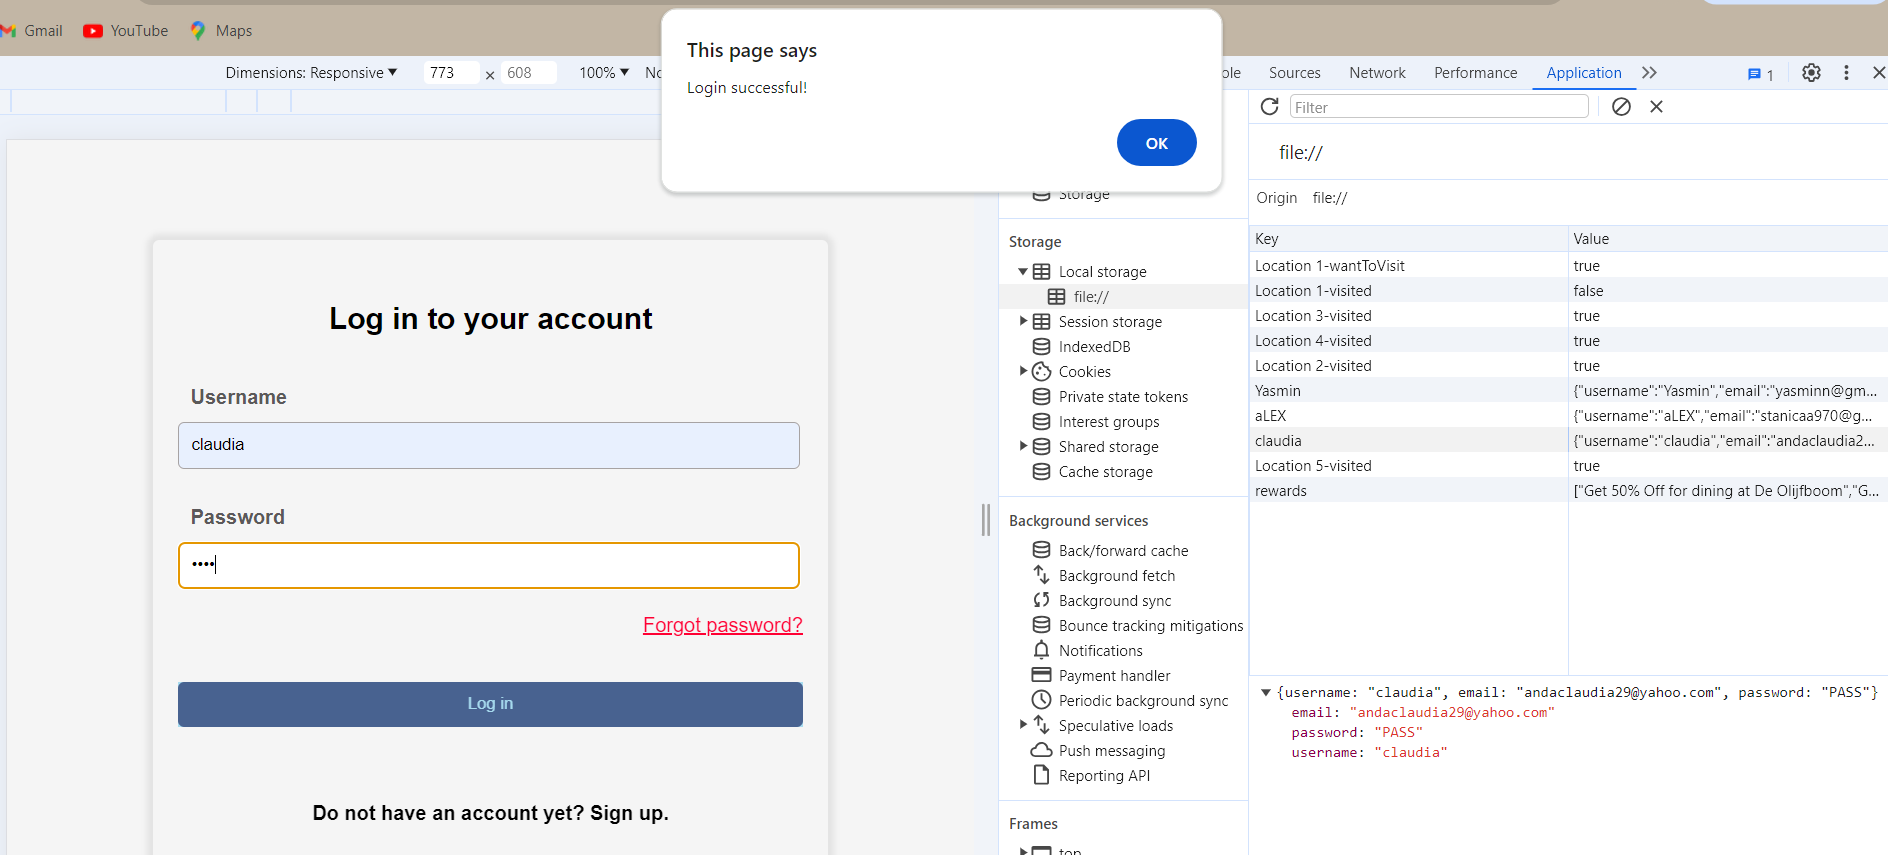 Gmail YouTube Maps
This page says
Login successful!
OK
Dimensions: Responsive 773 × 608 100%
Sources Network Performance Application 1
Filter
file://
Origin file://
Key Value
Location 1-wantToVisit true
Location 1-visited false
Location 3-visited true
Location 4-visited true
Location 2-visited true
Yasmin {"username":"Yasmin","email":"yasminn@gm...
aLEX {"username":"aLEX","email":"stanicaa970@g...
claudia {"username":"claudia","email":"andaclaudia2...
Location 5-visited true
rewards ["Get 50% Off for dining at De Olijfboom","G...
{username: "claudia", email: "andaclaudia29@yahoo.com", password: "PASS"}
email: "andaclaudia29@yahoo.com"
password: "PASS"
username: "claudia"
Storage
Storage
Local storage
file://
Session storage
IndexedDB
Cookies
Private state tokens
Interest groups
Shared storage
Cache storage
Background services
Back/forward cache
Background fetch
Background sync
Bounce tracking mitigations
Notifications
Payment handler
Periodic background sync
Speculative loads
Push messaging
Reporting API
Frames
top
Log in to your account
Username
claudia
Password
••••
Forgot password?
Log in
Do not have an account yet? Sign up.